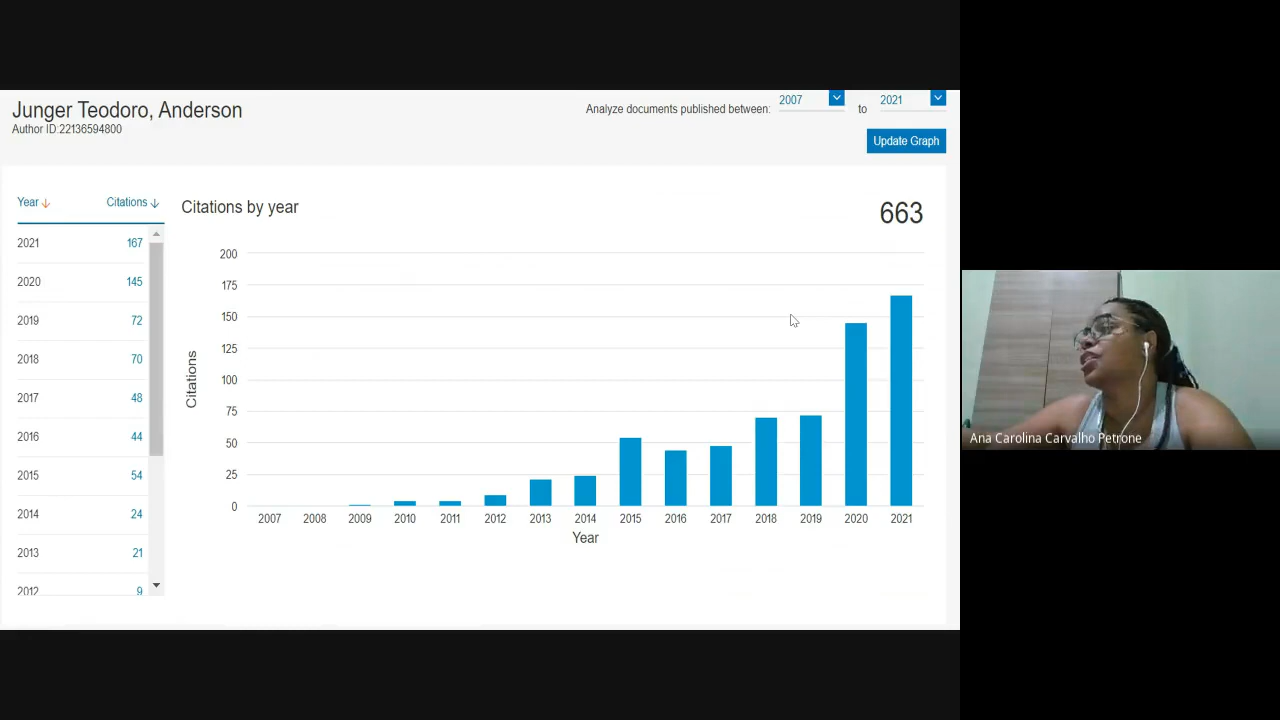 Junger Teodoro, Anderson
Author ID:22136594800
Analyze documents published between: 2007 to 2021
Update Graph
Year Citations
2021 167
2020 145
2019 72
2018 70
2017 48
2016 44
2015 54
2014 24
2013 21
2012 9
Citations by year
663
200
175
150
125
100
75
50
25
0
Citations
2007 2008 2009 2010 2011 2012 2013 2014 2015 2016 2017 2018 2019 2020 2021
Year
Ana Carolina Carvalho Petrone